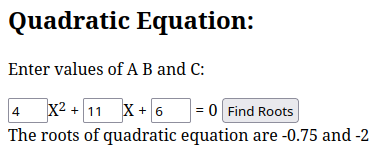 Quadratic Equation:
Enter values of A B and C:
4 X² + 11 X + 6 = 0 Find Roots
The roots of quadratic equation are -0.75 and -2